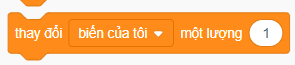 thay đổi biến của tôi một lượng 1